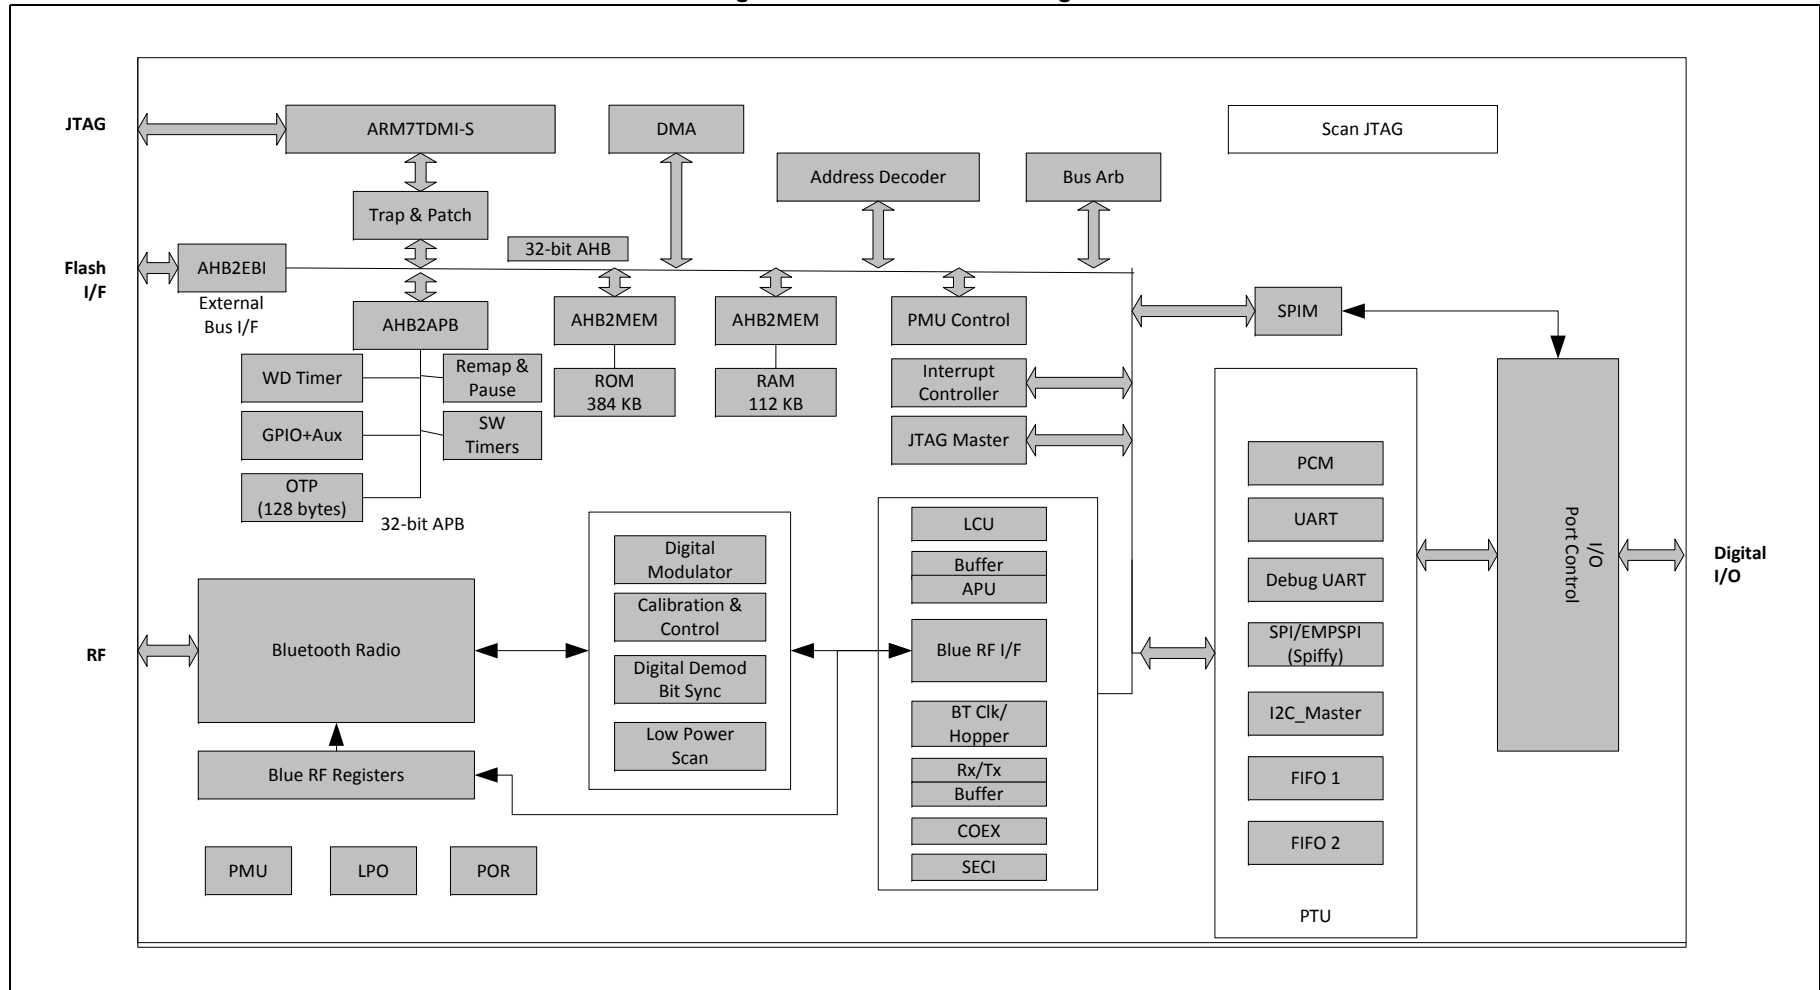 JTAG
ARM7TDMI-S
DMA
Scan JTAG
Address Decoder
Bus Arb
Trap & Patch
32-bit AHB
Flash
I/F
AHB2EBI
External
Bus I/F
AHB2APB
AHB2MEM
AHB2MEM
PMU Control
SPIM
WD Timer
Remap &
Pause
ROM
384 KB
RAM
112 KB
Interrupt
Controller
GPIO+Aux
SW
Timers
JTAG Master
OTP
(128 bytes)
32-bit APB
PCM
UART
Debug UART
SPI/EMPSPI
(Spiffy)
I2C_Master
FIFO 1
FIFO 2
PTU
I/O
Port Control
Digital
I/O
LCU
Buffer
APU
Blue RF I/F
BT Clk/
Hopper
Rx/Tx
Buffer
COEX
SECI
Digital
Modulator
Calibration &
Control
Digital Demod
Bit Sync
Low Power
Scan
RF
Bluetooth Radio
Blue RF Registers
PMU
LPO
POR